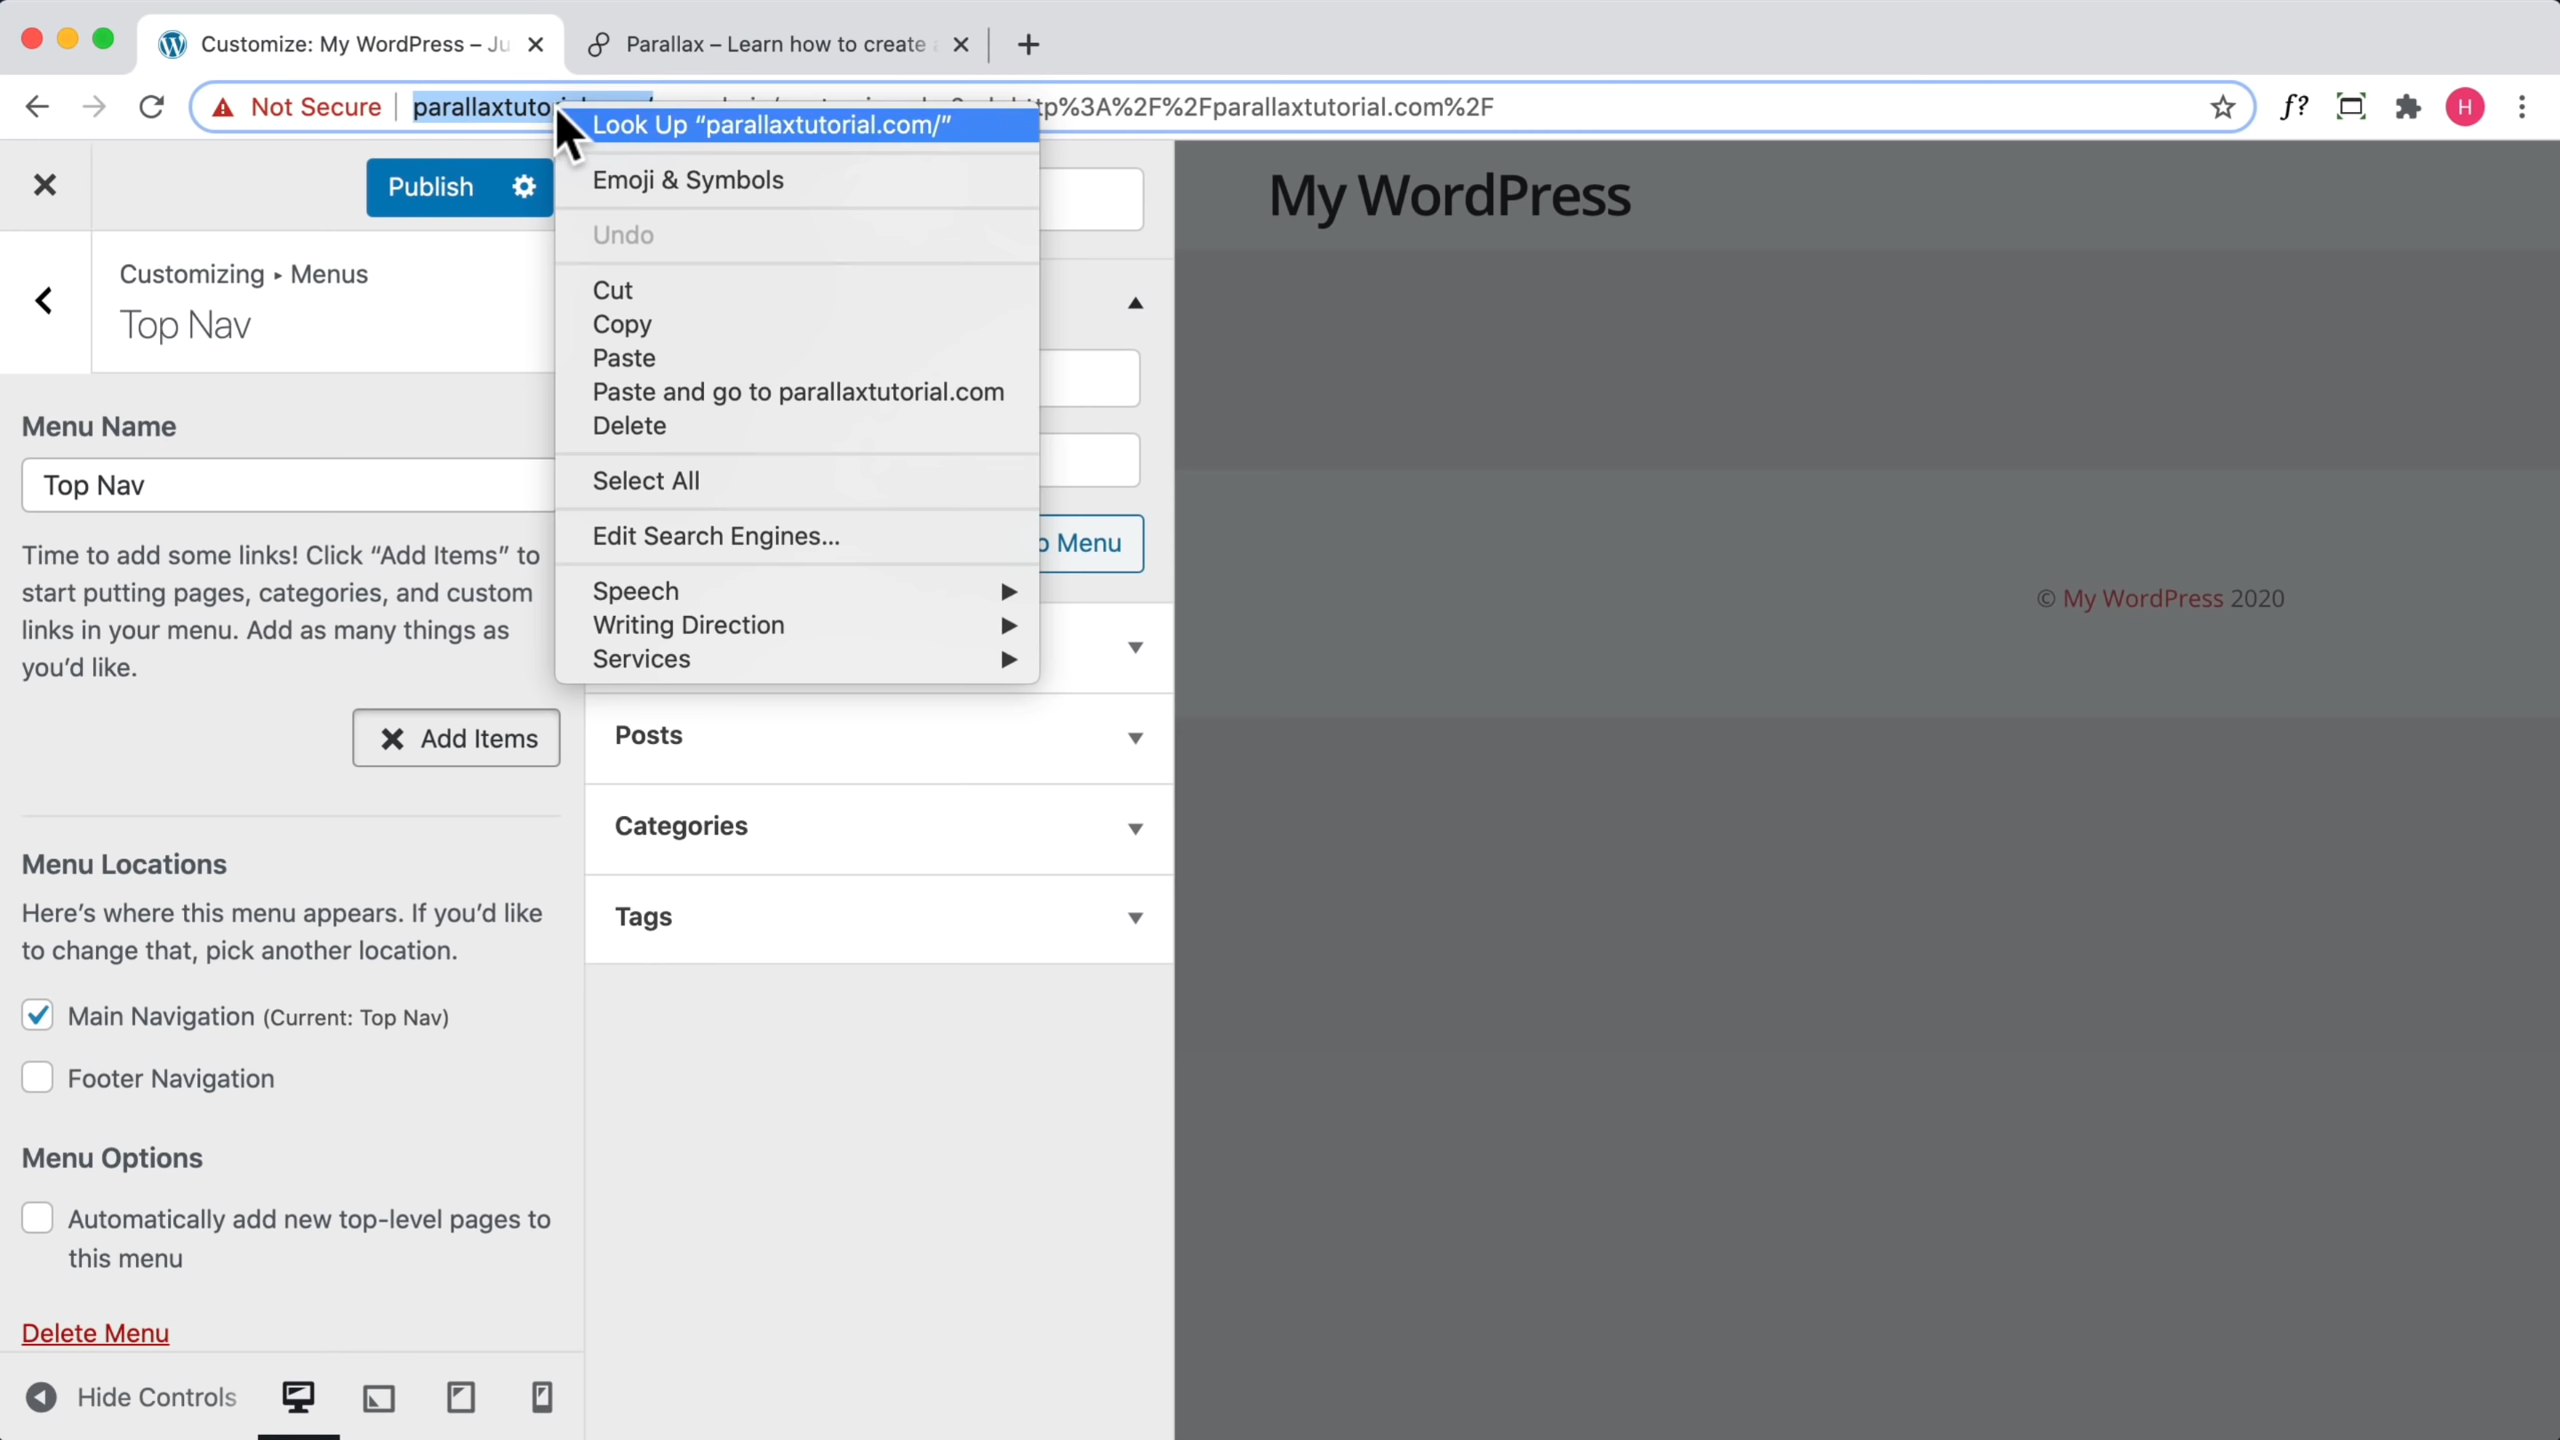 Customize: My WordPress – Ju
Parallax – Learn how to create
Not Secure
parallaxtuto
tp%3A%2F%2Fparallaxtutorial.com%2F
H
Look Up “parallaxtutorial.com/”
Emoji & Symbols
Undo
Cut
Copy
Paste
Paste and go to parallaxtutorial.com
Delete
Select All
Edit Search Engines...
Speech
Writing Direction
Services
Publish
Customizing ▸ Menus
Top Nav
Menu Name
Top Nav
Time to add some links! Click “Add Items” to
start putting pages, categories, and custom
links in your menu. Add as many things as
you’d like.
Add Items
Menu Locations
Here’s where this menu appears. If you’d like
to change that, pick another location.
Main Navigation (Current: Top Nav)
Footer Navigation
Menu Options
Automatically add new top-level pages to
this menu
Delete Menu
Hide Controls
Menu
Posts
Categories
Tags
My WordPress
© My WordPress 2020